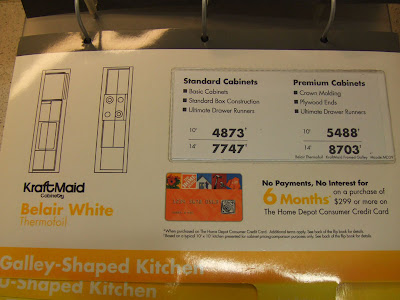 Standard Cabinets
■ Basic Cabinets
■ Standard Box Construction
■ Ultimate Drawer Runners
10' 4873*
14' 7747*
Premium Cabinets
■ Crown Molding
■ Plywood Ends
■ Ultimate Drawer Runners
10' 5488*
14' 8703*
KraftMaid
Cabinetry
Belair White
Thermofoil
No Payments, No Interest for
6 Months* on a purchase of
$299 or more on
The Home Depot Consumer Credit Card
Galley-Shaped Kitchen
U-Shaped Kitchen